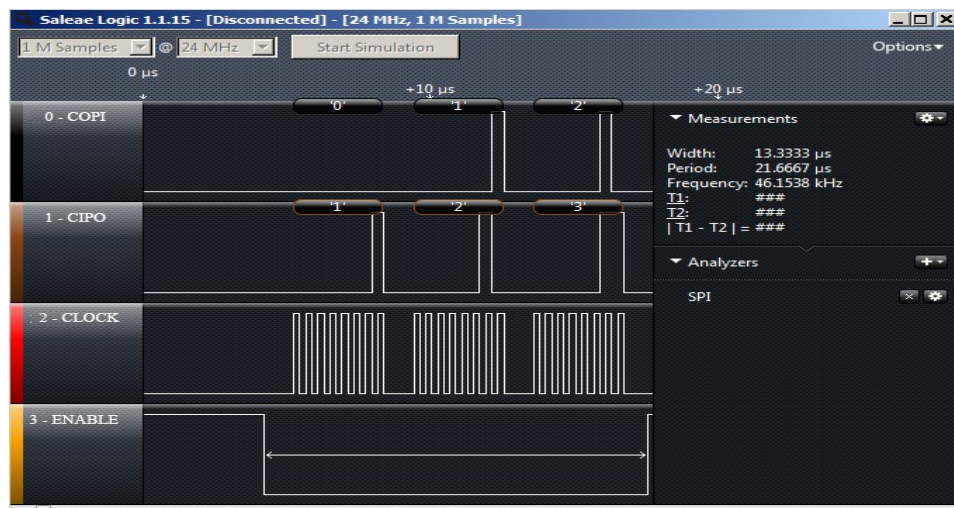 Saleae Logic 1.1.15 - [Disconnected] - [24 MHz, 1 M Samples]
1 M Samples @ 24 MHz Start Simulation Options
0 µs
+10 µs +20 µs
0 - COPI '0' '1' '2'
1 - CIPO '1' '2' '3'
. 2 - CLOCK
3 - ENABLE
Measurements
Width: 13.3333 µs
Period: 21.6667 µs
Frequency: 46.1538 kHz
T1: ###
T2: ###
| T1 - T2 | = ###
Analyzers
SPI